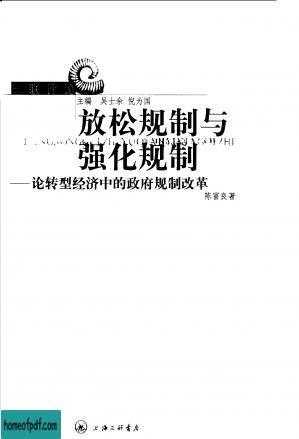 主编 吴士余 倪为国
放松规制与
强化规制
——论转型经济中的政府规制改革
陈富良著
上海三联书店
homeofpdf.com